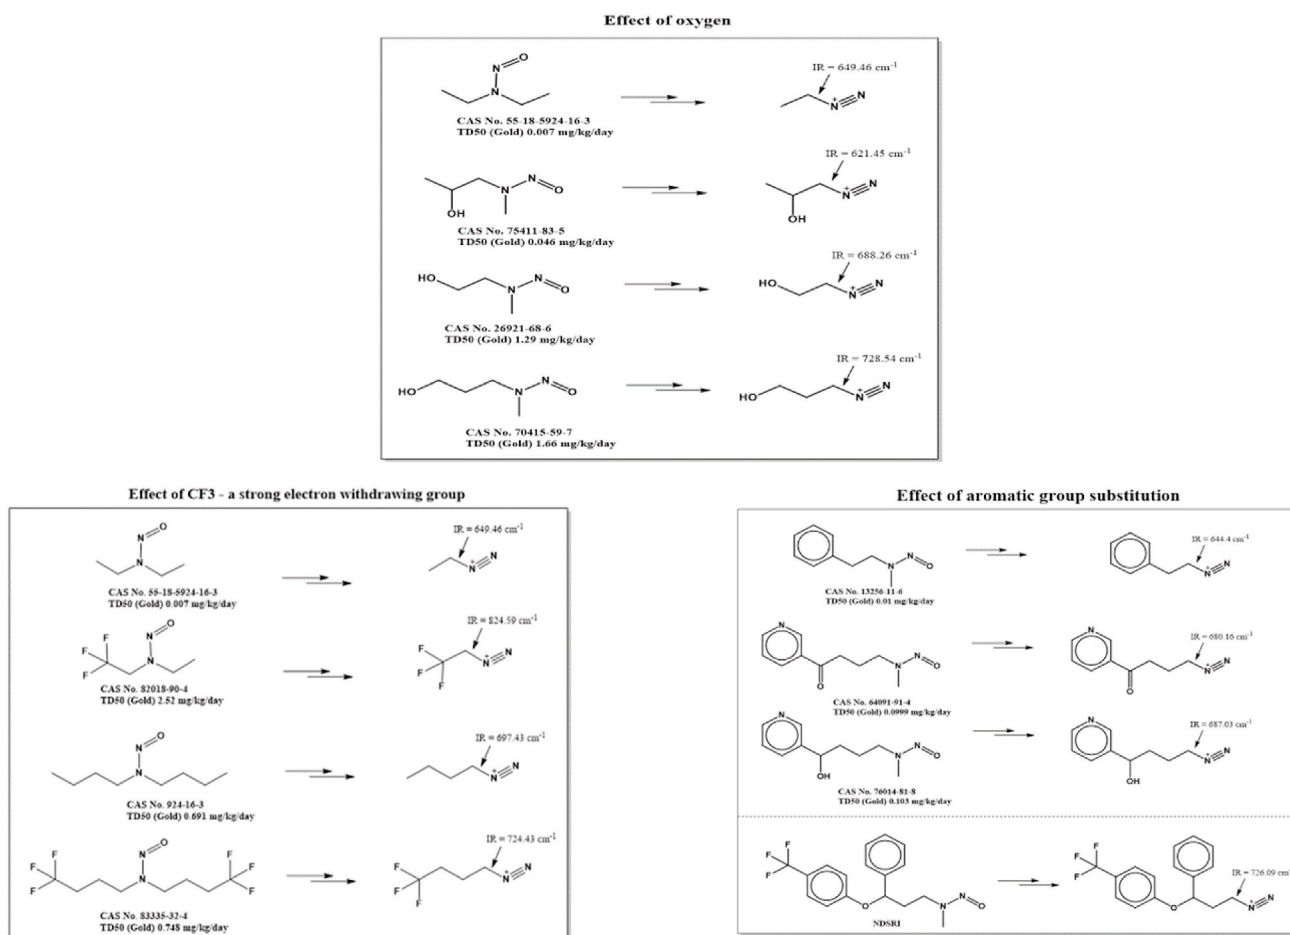 Effect of oxygen
N
O
N
IR = 649.46 cm-1
N+
N
CAS No. 55-18-5924-16-3
TD50 (Gold) 0.007 mg/kg/day
IR = 621.45 cm-1
N
N
O
OH
N+
N
OH
CAS No. 75411-83-5
TD50 (Gold) 0.046 mg/kg/day
IR = 688.26 cm-1
HO
N
N
O
HO
N+
N
CAS No. 26921-68-6
TD50 (Gold) 1.29 mg/kg/day
IR = 728.54 cm-1
HO
N
N
O
HO
N+
N
CAS No. 70415-59-7
TD50 (Gold) 1.66 mg/kg/day
Effect of CF3 - a strong electron withdrawing group
N
O
N
IR = 649.46 cm-1
N+
N
CAS No. 55-18-5924-16-3
TD50 (Gold) 0.007 mg/kg/day
F
F
F
N
N
O
IR = 824.59 cm-1
F
F
F
N+
N
CAS No. 82018-90-4
TD50 (Gold) 2.52 mg/kg/day
N
O
N
IR = 697.43 cm-1
N+
N
CAS No. 924-16-3
TD50 (Gold) 0.691 mg/kg/day
F
F
F
N
O
N
F
F
F
IR = 724.43 cm-1
F
F
F
N+
N
CAS No. 83335-32-4
TD50 (Gold) 0.748 mg/kg/day
Effect of aromatic group substitution
N
N
O
IR = 644.4 cm-1
N+
N
CAS No. 13256-11-6
TD50 (Gold) 0.01 mg/kg/day
N
O
N
N
O
IR = 680.16 cm-1
N
O
N+
N
CAS No. 64091-91-4
TD50 (Gold) 0.0999 mg/kg/day
N
OH
N
N
O
IR = 687.03 cm-1
N
OH
N+
N
CAS No. 76014-81-8
TD50 (Gold) 0.103 mg/kg/day
F
F
F
O
N
N
O
NDSRI
F
F
F
O
IR = 726.09 cm
N+
N